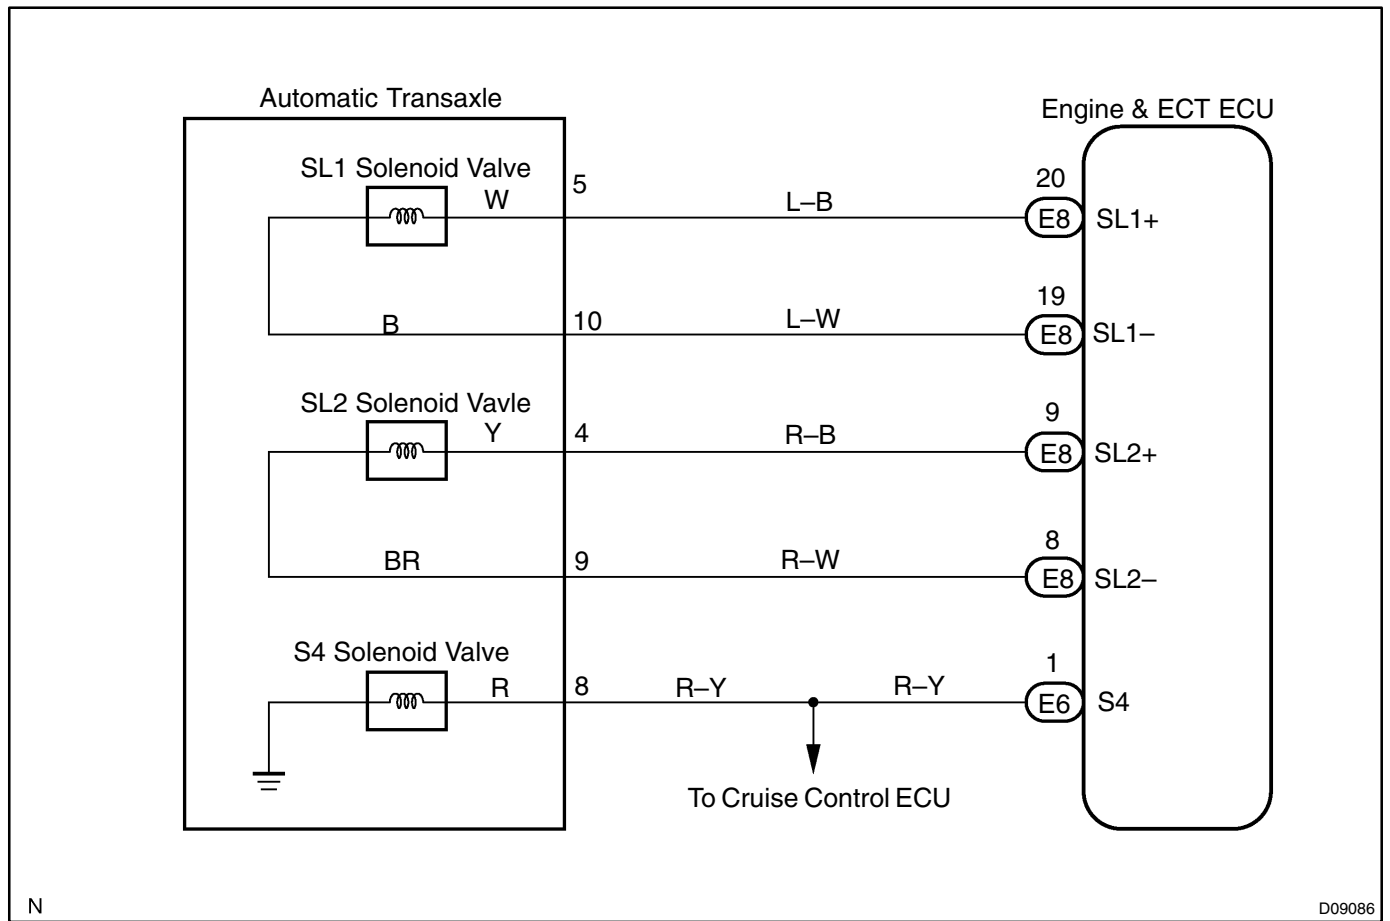 Automatic Transaxle
Engine & ECT ECU
SL1 Solenoid Valve
W
5
L–B
20
E8
SL1+
B
10
L–W
19
E8
SL1–
SL2 Solenoid Vavle
Y
4
R–B
9
E8
SL2+
BR
9
R–W
8
E8
SL2–
S4 Solenoid Valve
R
8
R–Y
R–Y
1
E6
S4
To Cruise Control ECU
N
D09086